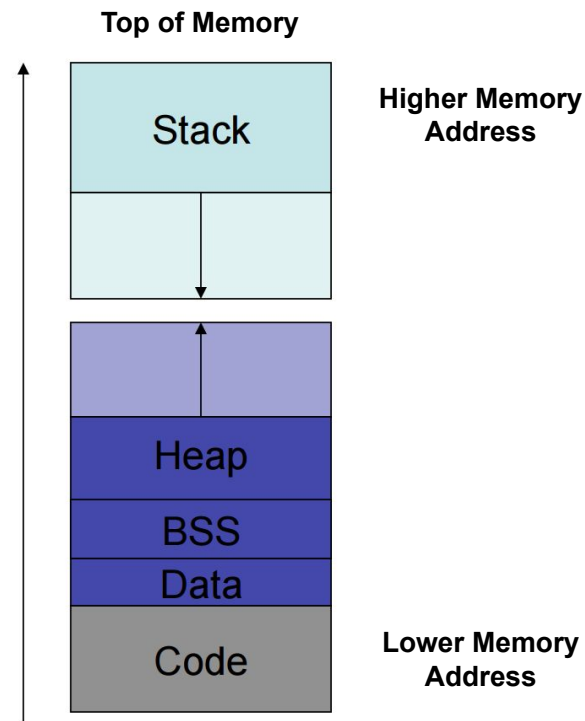 Top of Memory
Stack
Higher Memory
Address
Heap
BSS
Data
Code
Lower Memory
Address